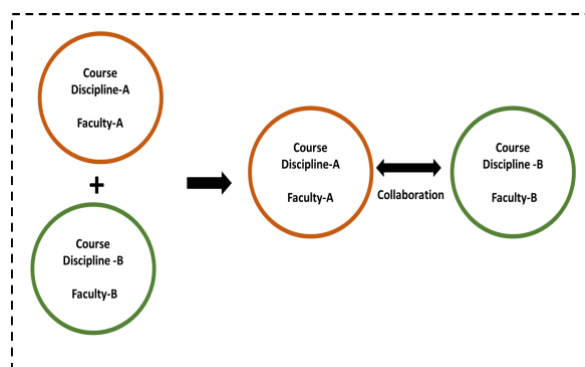 Course
Discipline-A
Faculty-A
+
Course
Discipline -B
Faculty-B
Course
Discipline-A
Faculty-A
Collaboration
Course
Discipline -B
Faculty-B